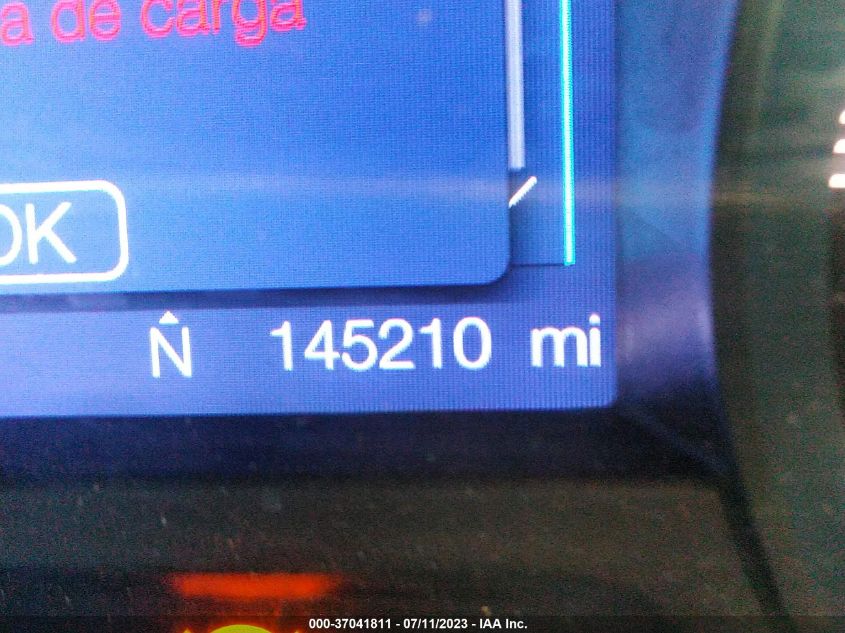 a de carga
OK
N 145210 mi
000-37041811 - 07/11/2023 - IAA Inc.